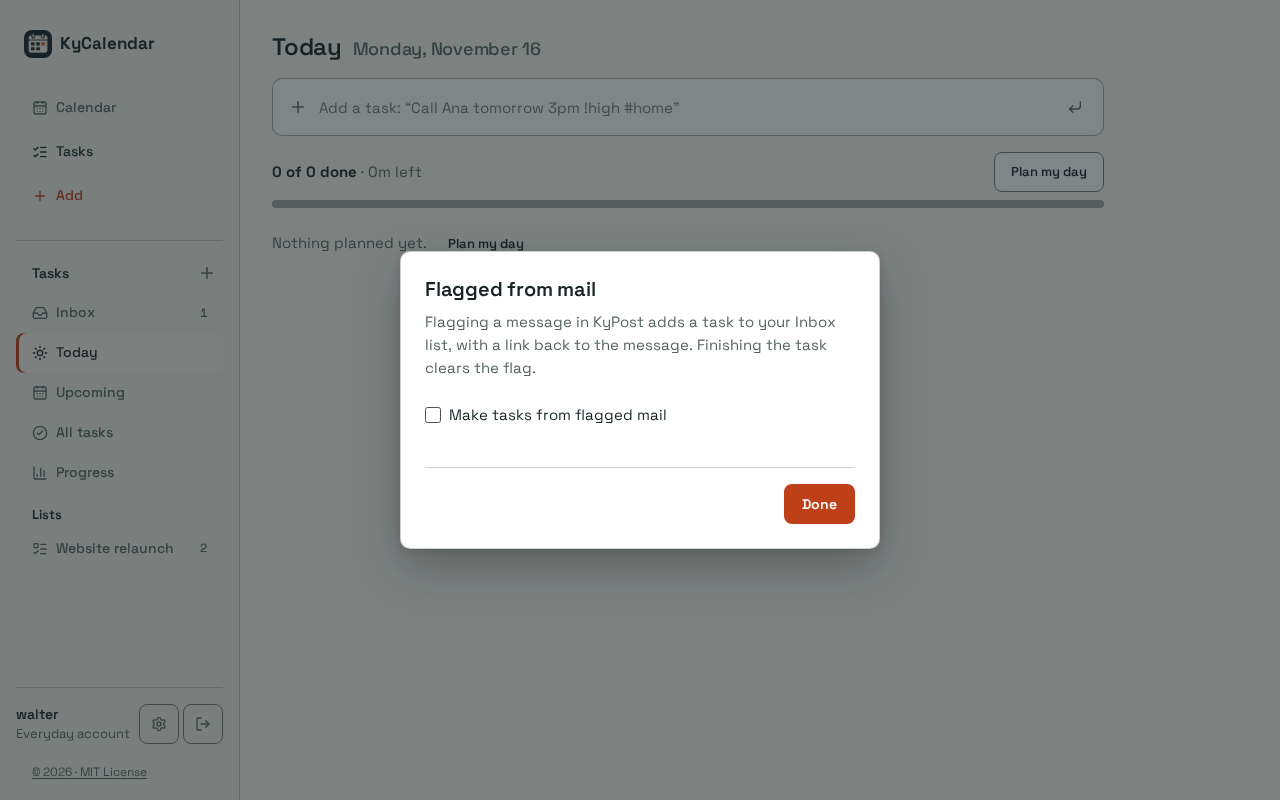 KyCalendar
Calendar
Tasks
Add
Tasks
Inbox 1
Today
Upcoming
All tasks
Progress
Lists
Website relaunch 2
walter
Everyday account
© 2026 · MIT License
Today Monday, November 16
Add a task: “Call Ana tomorrow 3pm !high #home”
0 of 0 done · 0m left
Plan my day
Nothing planned yet. Plan my day
Flagged from mail
Flagging a message in KyPost adds a task to your Inbox
list, with a link back to the message. Finishing the task
clears the flag.
Make tasks from flagged mail
Done